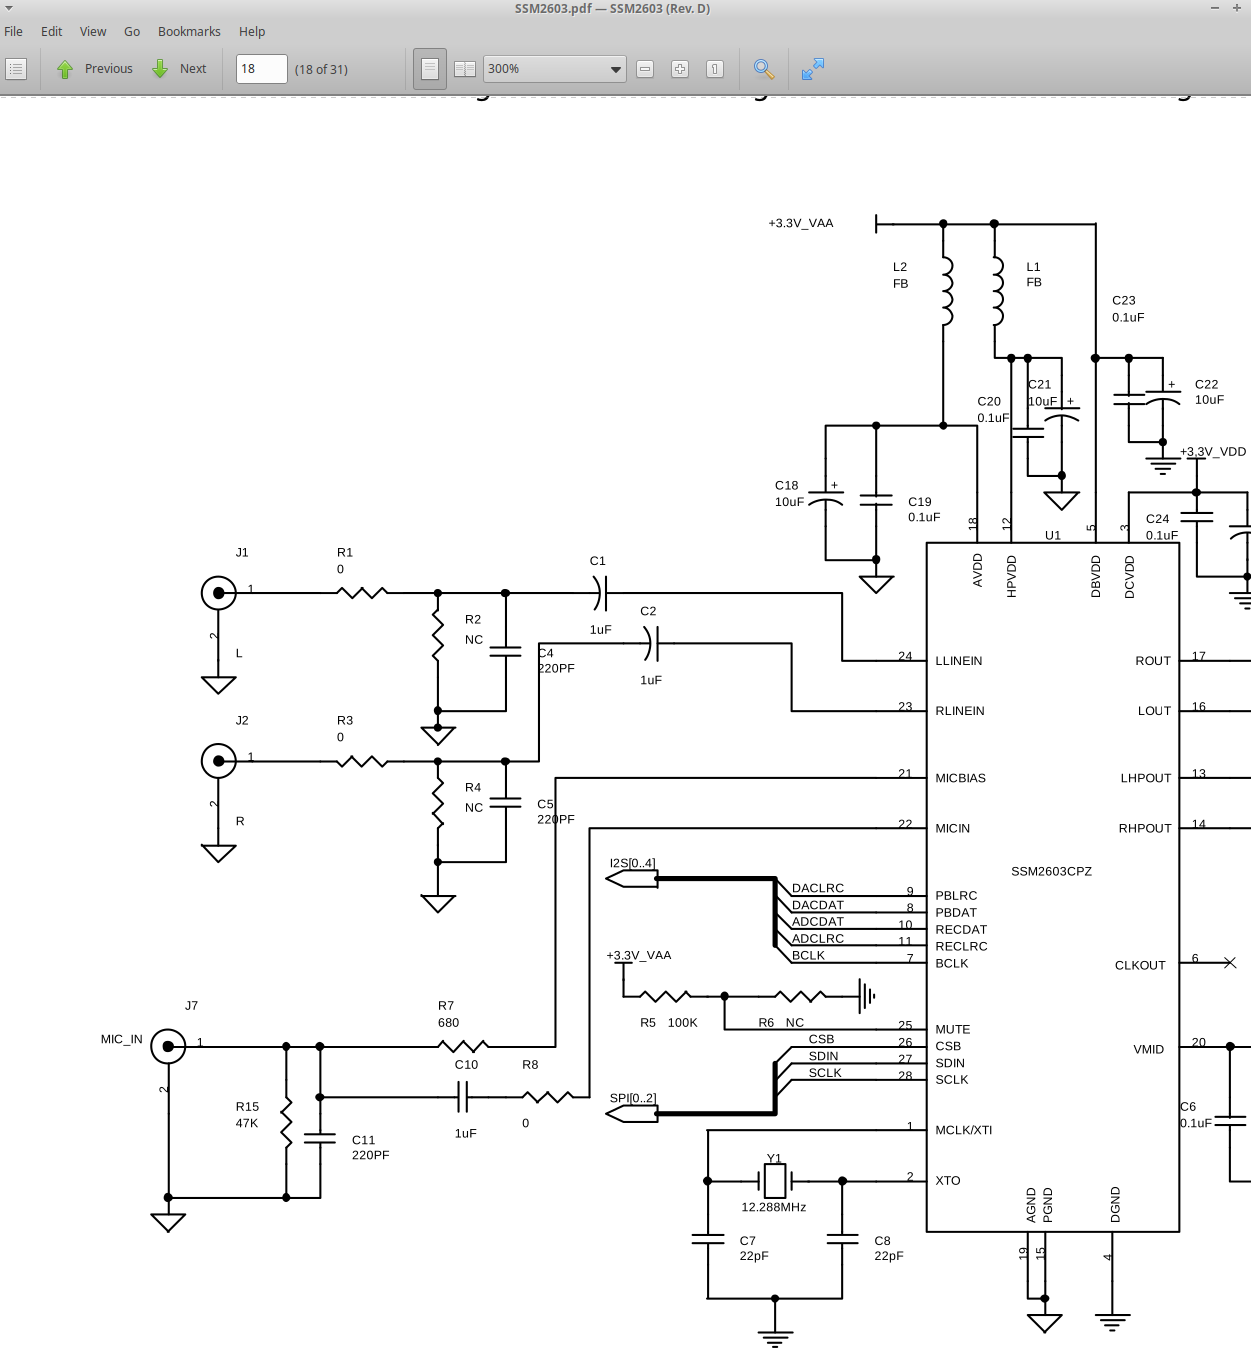 SSM2603.pdf — SSM2603 (Rev. D)
File Edit View Go Bookmarks Help
Previous Next 18 (18 of 31) 300%
+3.3V_VAA
L2
FB
L1
FB
C23
0.1uF
C21
10uF
+
C20
0.1uF
+
C22
10uF
+3.3V_VDD
C18
10uF
+
C19
0.1uF
C24
0.1uF
18
12
5
3
U1
AVDD
HPVDD
DBVDD
DCVDD
J1
1
2
L
R1
0
R2
NC
C4
220PF
C1
1uF
C2
1uF
24 LLINEIN
23 RLINEIN
ROUT 17
LOUT 16
J2
1
2
R
R3
0
R4
NC
C5
220PF
21 MICBIAS
22 MICIN
LHPOUT 13
RHPOUT 14
SSM2603CPZ
I2S[0..4]
DACLRC 9 PBLRC
DACDAT 8 PBDAT
ADCDAT 10 RECDAT
ADCLRC 11 RECLRC
BCLK 7 BCLK
CLKOUT 6
+3.3V_VAA
R5 100K
R6 NC
25 MUTE
CSB 26 CSB
SDIN 27 SDIN
SCLK 28 SCLK
SPI[0..2]
VMID 20
C6
0.1uF
J7
MIC_IN
1
2
R7
680
C10
1uF
R8
0
R15
47K
C11
220PF
1 MCLK/XTI
Y1
12.288MHz
2 XTO
C7
22pF
C8
22pF
AGND
PGND
DGND
19
15
4